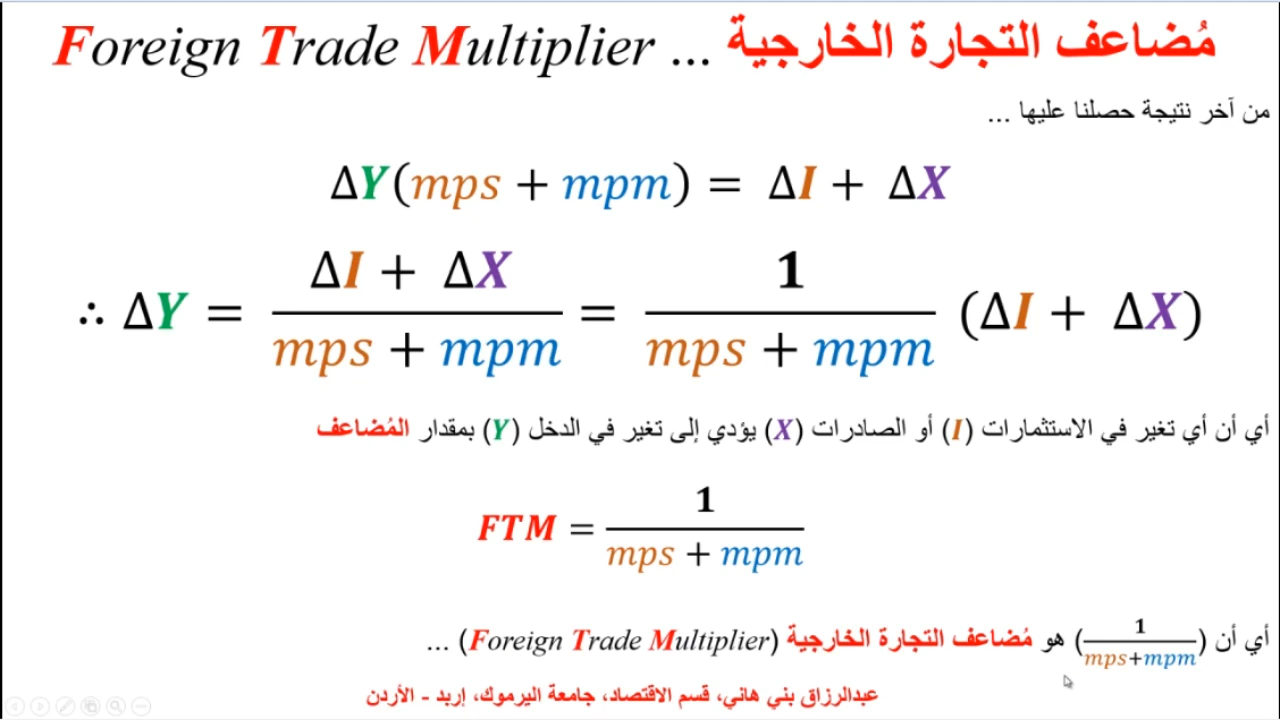 مُضاعف التجارة الخارجية ... Foreign Trade Multiplier
من آخر نتيجة حصلنا عليها ...
ΔY(mps + mpm) = ΔI + ΔX
∴ ΔY = (ΔI + ΔX)/(mps + mpm) = 1/(mps + mpm) (ΔI + ΔX)
أي أن أي تغير في الاستثمارات (I) أو الصادرات (X) يؤدي إلى تغير في الدخل (Y) بمقدار المُضاعف
FTM = 1/(mps + mpm)
أي أن (1/(mps+mpm)) هو مُضاعف التجارة الخارجية (Foreign Trade Multiplier) ...
عبدالرزاق بني هاني، قسم الاقتصاد، جامعة اليرموك، إربد - الأردن